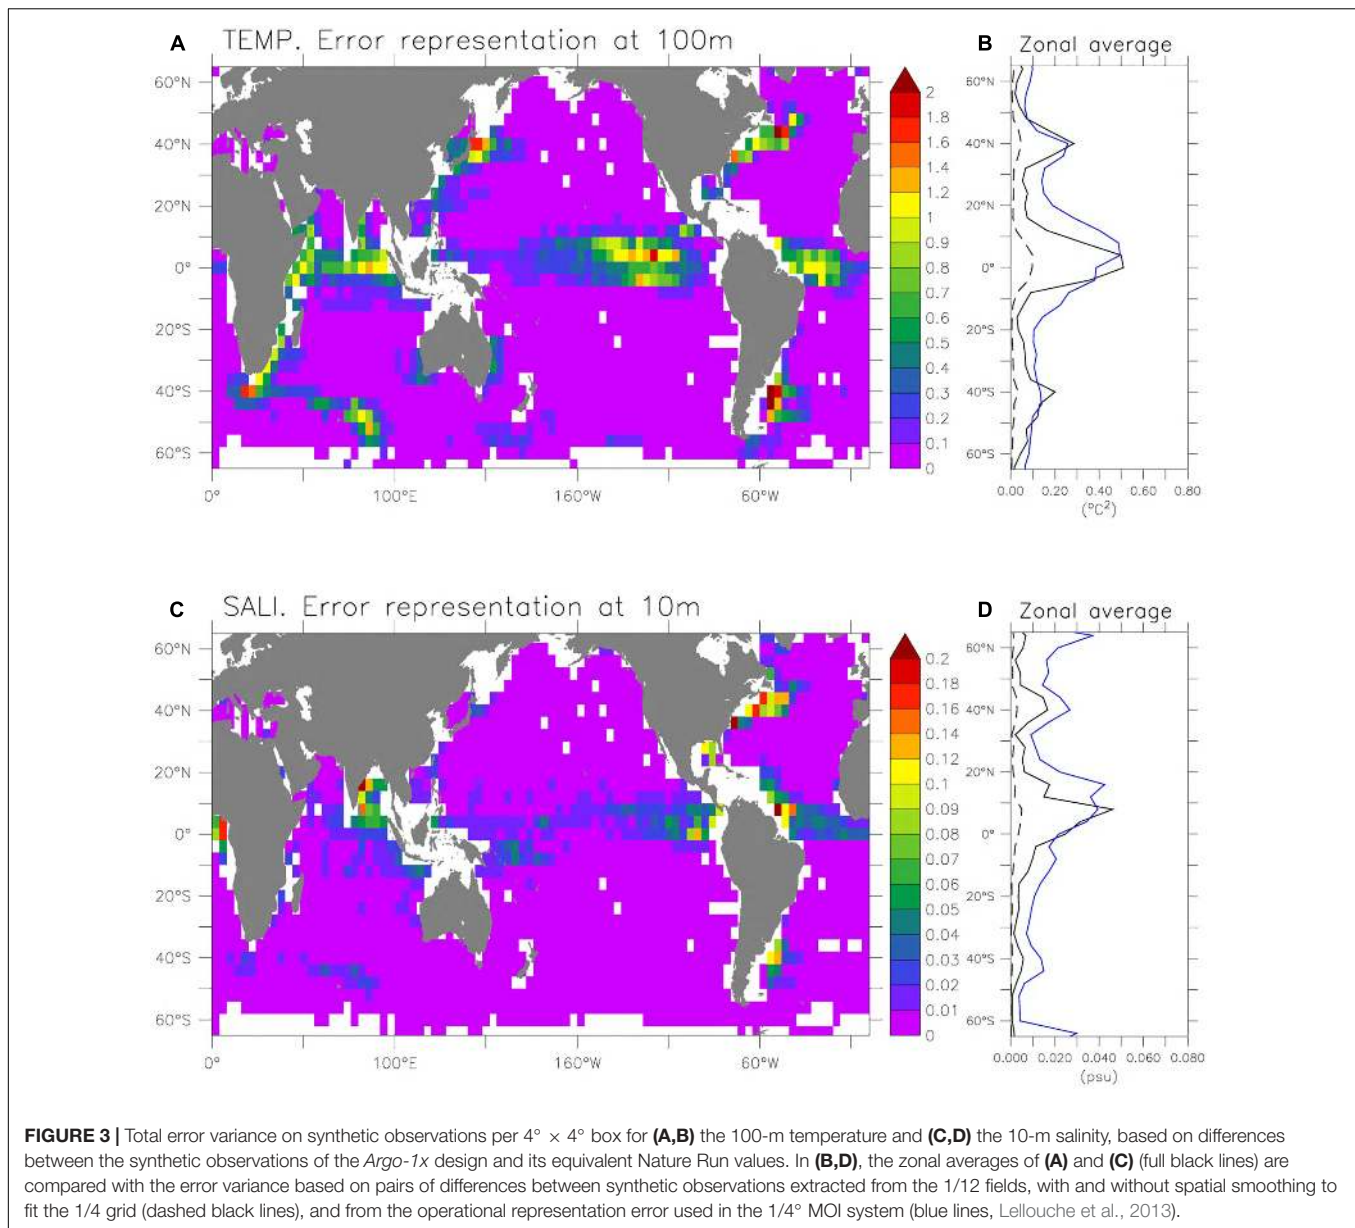 A TEMP. Error representation at 100m
B Zonal average
60°N
40°N
20°N
0°
20°S
40°S
60°S
0° 100°E 160°W 60°W
2
1.8
1.6
1.4
1.2
1
0.9
0.8
0.7
0.6
0.5
0.4
0.3
0.2
0.1
0
60°N
40°N
20°N
0°
20°S
40°S
60°S
0.00 0.20 0.40 0.60 0.80
(°C²)
C SALI. Error representation at 10m
D Zonal average
60°N
40°N
20°N
0°
20°S
40°S
60°S
0° 100°E 160°W 60°W
0.2
0.18
0.16
0.14
0.12
0.1
0.09
0.08
0.07
0.06
0.05
0.04
0.03
0.02
0.01
0
60°N
40°N
20°N
0°
20°S
40°S
60°S
0.000 0.020 0.040 0.060 0.080
(psu)
FIGURE 3 | Total error variance on synthetic observations per 4° × 4° box for (A,B) the 100-m temperature and (C,D) the 10-m salinity, based on differences
between the synthetic observations of the Argo-1x design and its equivalent Nature Run values. In (B,D), the zonal averages of (A) and (C) (full black lines) are
compared with the error variance based on pairs of differences between synthetic observations extracted from the 1/12 fields, with and without spatial smoothing to
fit the 1/4 grid (dashed black lines), and from the operational representation error used in the 1/4° MOI system (blue lines, Lellouche et al., 2013).